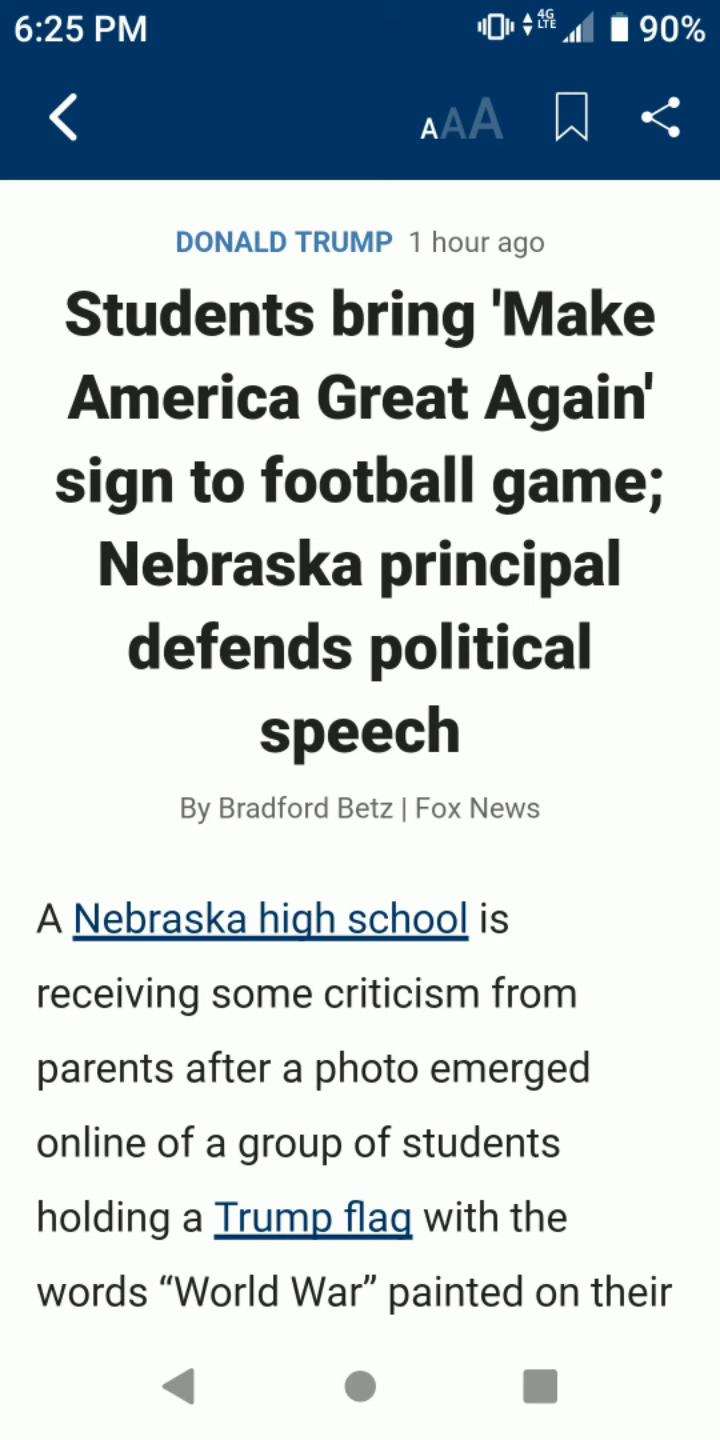 6:25 PM 4G LTE 90%
AAA
DONALD TRUMP 1 hour ago
Students bring 'Make
America Great Again'
sign to football game;
Nebraska principal
defends political
speech
By Bradford Betz | Fox News
A Nebraska high school is
receiving some criticism from
parents after a photo emerged
online of a group of students
holding a Trump flag with the
words “World War” painted on their